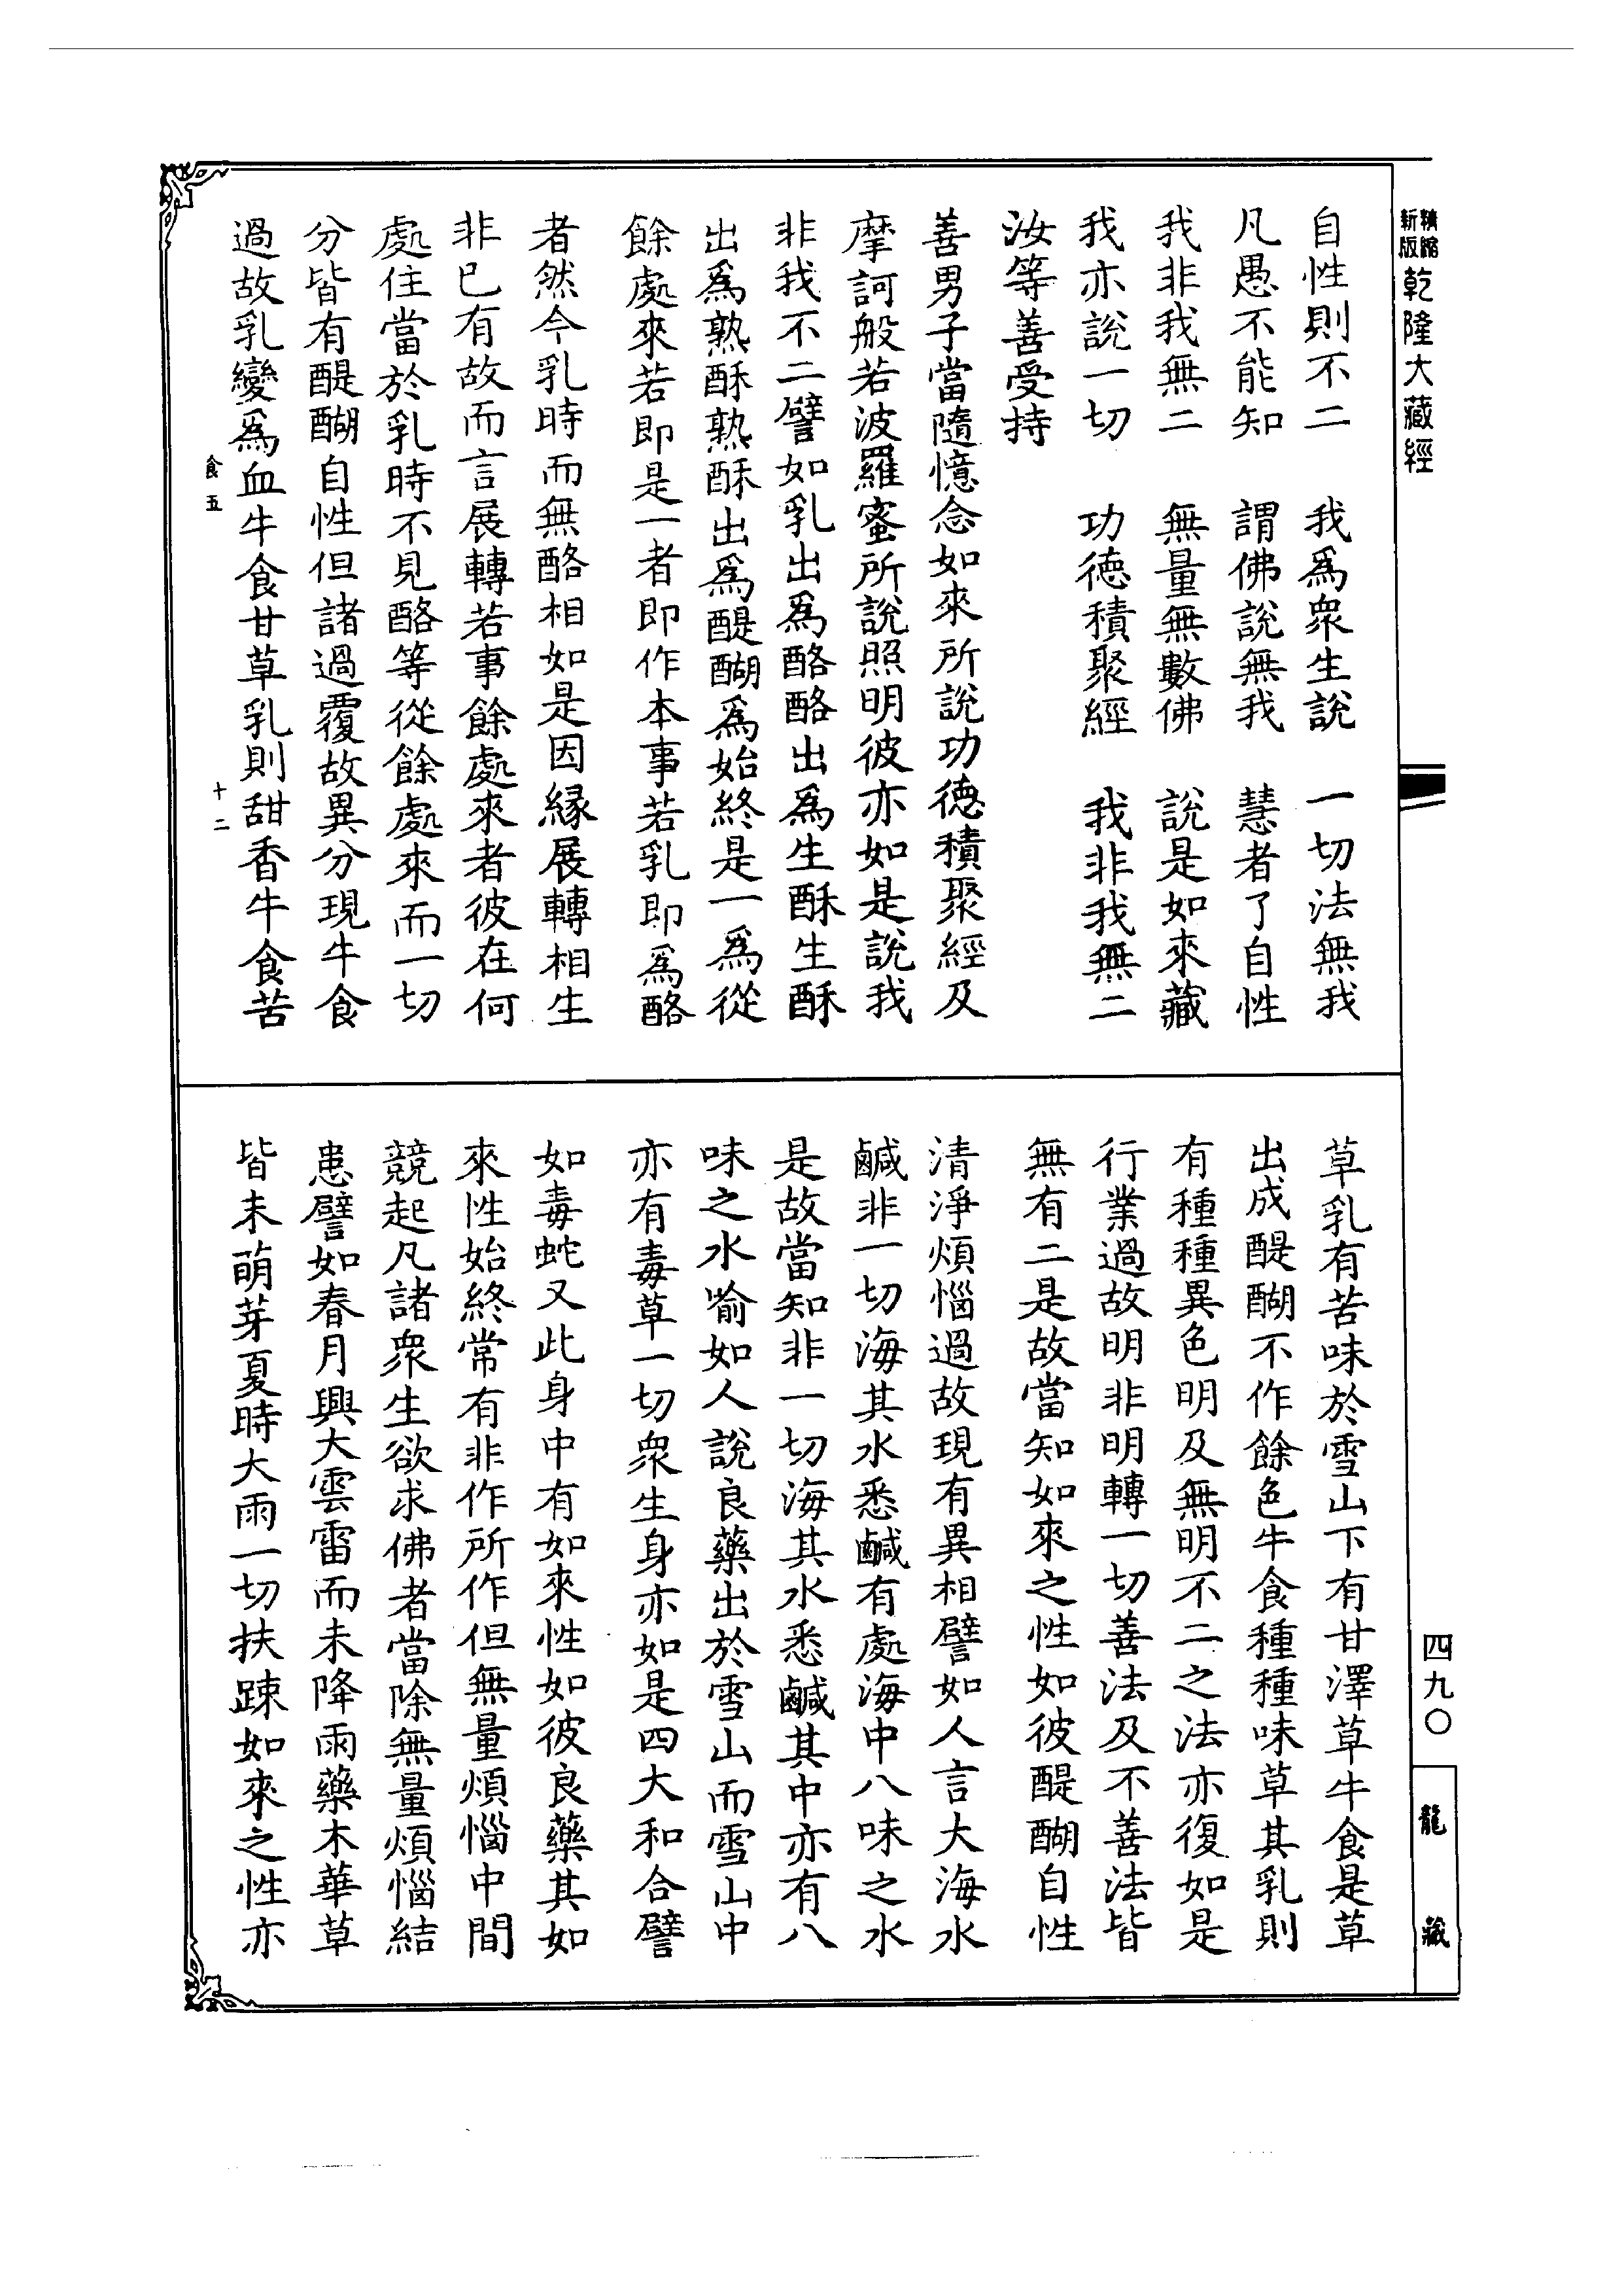 精縮新版乾隆大藏經
自性則不二　我爲衆生說　一切法無我
凡愚不能知　謂佛說無我　慧者了自性
我非我無二　無量無數佛　說是如來藏
我亦說一切　功德積聚經　我非我無二
汝等善受持
善男子當隨憶念如來所說功德積聚經及
摩訶般若波羅蜜所說照明彼亦如是說我
非我不二譬如乳出爲酪酪出爲生酥生酥
出爲熟酥熟酥出爲醍醐爲始終是一爲從
餘處來若即是一者即作本事若乳即爲酪
者然今乳時而無酪相如是因緣展轉相生
非已有故而言展轉若事餘處來者彼在何
處住當於乳時不見酪等從餘處來而一切
分皆有醍醐自性但諸過覆故異分現牛食
過故乳變爲血牛食甘草乳則甜香牛食苦
食五
十二
草乳有苦味於雪山下有甘澤草牛食是草
出成醍醐不作餘色牛食種種味草其乳則
有種種異色明及無明不二之法亦復如是
行業過故明非明轉一切善法及不善法皆
無有二是故當知如來之性如彼醍醐自性
清淨煩惱過故現有異相譬如人言大海水
鹹非一切海其水悉鹹有處海中八味之水
是故當知非一切海其水悉鹹其中亦有八
味之水喻如人說良藥出於雪山而雪山中
亦有毒草一切衆生身亦如是四大和合譬
如毒蛇又此身中有如來性如彼良藥其如
來性始終常有非作所作但無量煩惱中間
競起凡諸衆生欲求佛者當除無量煩惱結
患譬如春月興大雲雷而未降雨藥木華草
皆未萌芽夏時大雨一切扶踈如來之性亦
四九〇
龍藏